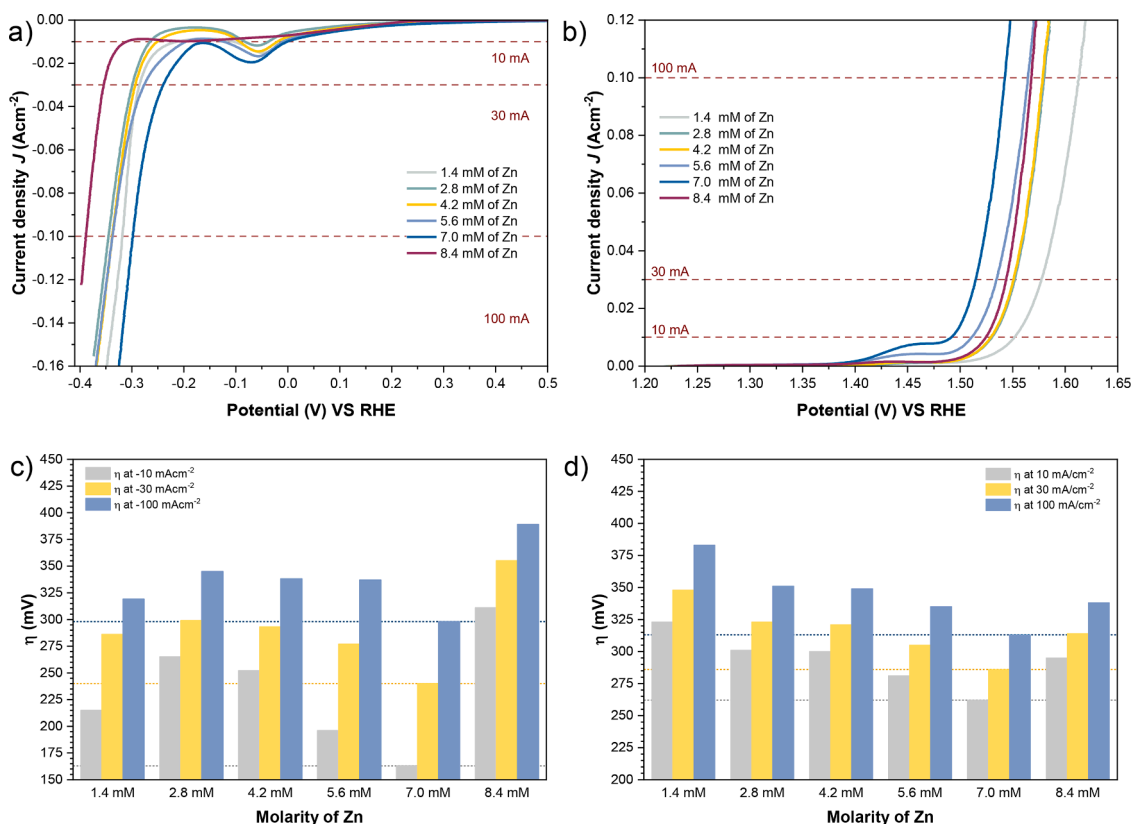 a)
0.00
-0.02
-0.04
-0.06
-0.08
-0.10
-0.12
-0.14
-0.16
Current density J (Acm⁻²)
10 mA
30 mA
100 mA
1.4 mM of Zn
2.8 mM of Zn
4.2 mM of Zn
5.6 mM of Zn
7.0 mM of Zn
8.4 mM of Zn
-0.4 -0.3 -0.2 -0.1 0.0 0.1 0.2 0.3 0.4 0.5
Potential (V) VS RHE
b)
0.12
0.10
0.08
0.06
0.04
0.02
0.00
Current density J (Acm⁻²)
100 mA
30 mA
10 mA
1.4 mM of Zn
2.8 mM of Zn
4.2 mM of Zn
5.6 mM of Zn
7.0 mM of Zn
8.4 mM of Zn
1.20 1.25 1.30 1.35 1.40 1.45 1.50 1.55 1.60 1.65
Potential (V) VS RHE
c)
450
425
400
375
350
325
300
275
250
225
200
175
150
η (mV)
η at -10 mAcm⁻²
η at -30 mAcm⁻²
η at -100 mAcm⁻²
1.4 mM 2.8 mM 4.2 mM 5.6 mM 7.0 mM 8.4 mM
Molarity of Zn
d)
450
425
400
375
350
325
300
275
250
225
200
η (mV)
η at 10 mA/cm⁻²
η at 30 mA/cm⁻²
η at 100 mA/cm⁻²
1.4 mM 2.8 mM 4.2 mM 5.6 mM 7.0 mM 8.4 mM
Molarity of Zn